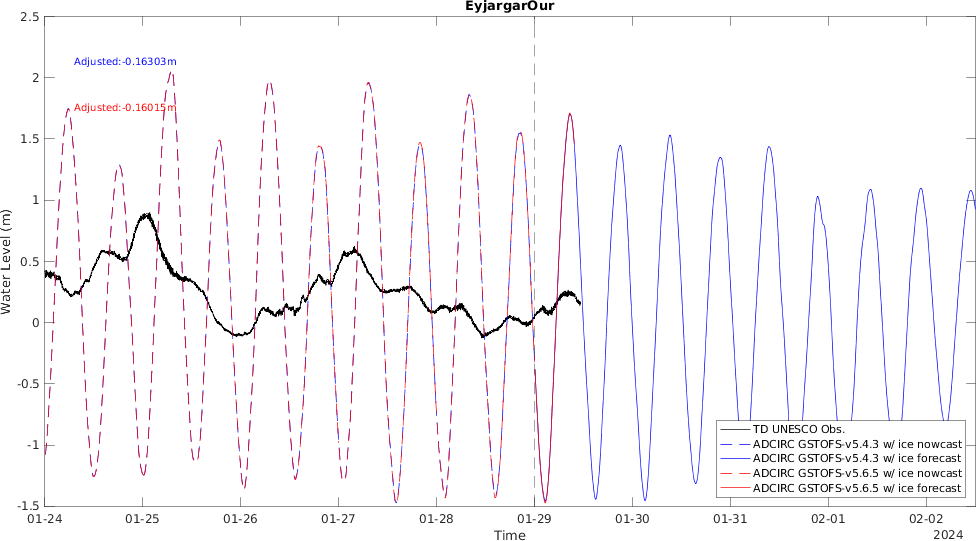 EyjargarOur
2.5
2
1.5
1
0.5
0
-0.5
-1
-1.5
Water Level (m)
Adjusted:-0.16303m
Adjusted:-0.16015m
TD UNESCO Obs.
ADCIRC GSTOFS-v5.4.3 w/ ice nowcast
ADCIRC GSTOFS-v5.4.3 w/ ice forecast
ADCIRC GSTOFS-v5.6.5 w/ ice nowcast
ADCIRC GSTOFS-v5.6.5 w/ ice forecast
01-24 01-25 01-26 01-27 01-28 01-29 01-30 01-31 02-01 02-02
Time
2024